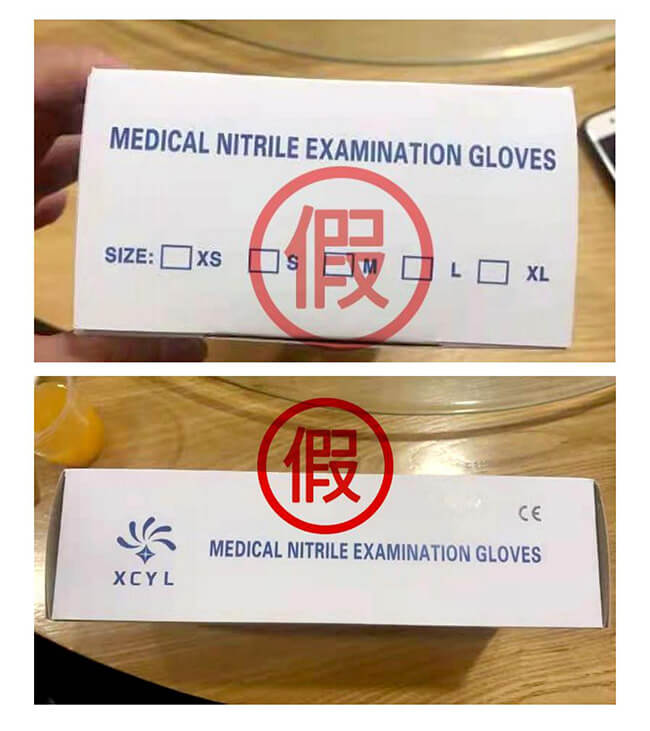 MEDICAL NITRILE EXAMINATION GLOVES
SIZE: XS S M L XL
假
假
CE
XCYL
MEDICAL NITRILE EXAMINATION GLOVES